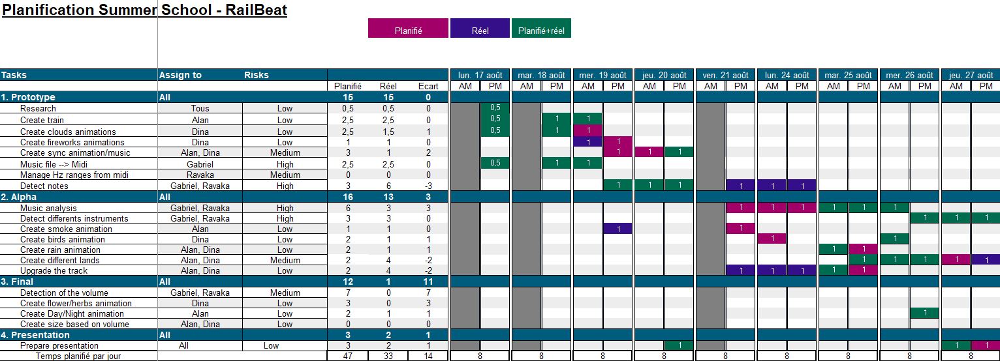 Planification Summer School - RailBeat
Planifié Réel Planifié+réel
Tasks Assign to Risks lun. 17 août mar. 18 août mer. 19 août jeu. 20 août ven. 21 août lun. 24 août mar. 25 août mer. 26 août jeu. 27 août
Planifié Réel Ecart AM PM AM PM AM PM AM PM AM PM AM PM AM PM AM PM AM PM
1. Prototype All 15 15 0
Research Tous Low 0,5 0,5 0 0,5
Create train Alan Low 2,5 2,5 0 0,5 1 1
Create clouds animations Dina Low 2,5 1,5 1 0,5 1 1
Create fireworks animations Dina Low 1 1 0 1 1
Create sync animation/music Alan, Dina Medium 3 1 2 1 1 1
Music file --> Midi Gabriel High 2,5 2,5 0 0,5 1 1
Manage Hz ranges from midi Ravaka Medium 0 0 0
Detect notes Gabriel, Ravaka High 3 6 -3 1 1 1 1 1 1
2. Alpha All 16 13 3
Music analysis Gabriel, Ravaka High 6 3 3 1 1 1 1 1 1
Detect differents instruments Gabriel, Ravaka High 3 3 0 1 1 1
Create smoke animation Alan Low 1 1 0 1 1
Create birds animation Dina Low 2 1 1 1 1
Create rain animation Alan, Dina Low 2 1 1 1 1
Create different lands Alan, Dina Medium 2 4 -2 1 1 1 1 1
Upgrade the track Alan, Dina Low 2 4 -2 1 1 1 1 1
3. Final All 12 1 11
Detection of the volume Gabriel, Ravaka Medium 7 0 7
Create flower/herbs animation Dina Low 3 0 3
Create Day/Night animation Alan Low 2 1 1 1
Create size based on volume Alan, Dina Low 0 0 0
4. Presentation All 3 2 1
Prepare presentation All Low 3 2 1 1 1 1
Temps planifié par jour 47 33 14 8 8 8 8 8 8 8 8 8